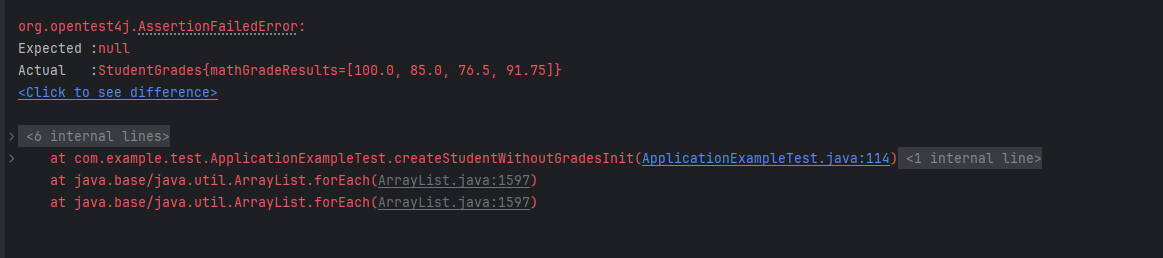 org.opentest4j.AssertionFailedError:
Expected :null
Actual   :StudentGrades{mathGradeResults=[100.0, 85.0, 76.5, 91.75]}
<Click to see difference>
<6 internal lines>
at com.example.test.ApplicationExampleTest.createStudentWithoutGradesInit(ApplicationExampleTest.java:114) <1 internal line>
at java.base/java.util.ArrayList.forEach(ArrayList.java:1597)
at java.base/java.util.ArrayList.forEach(ArrayList.java:1597)